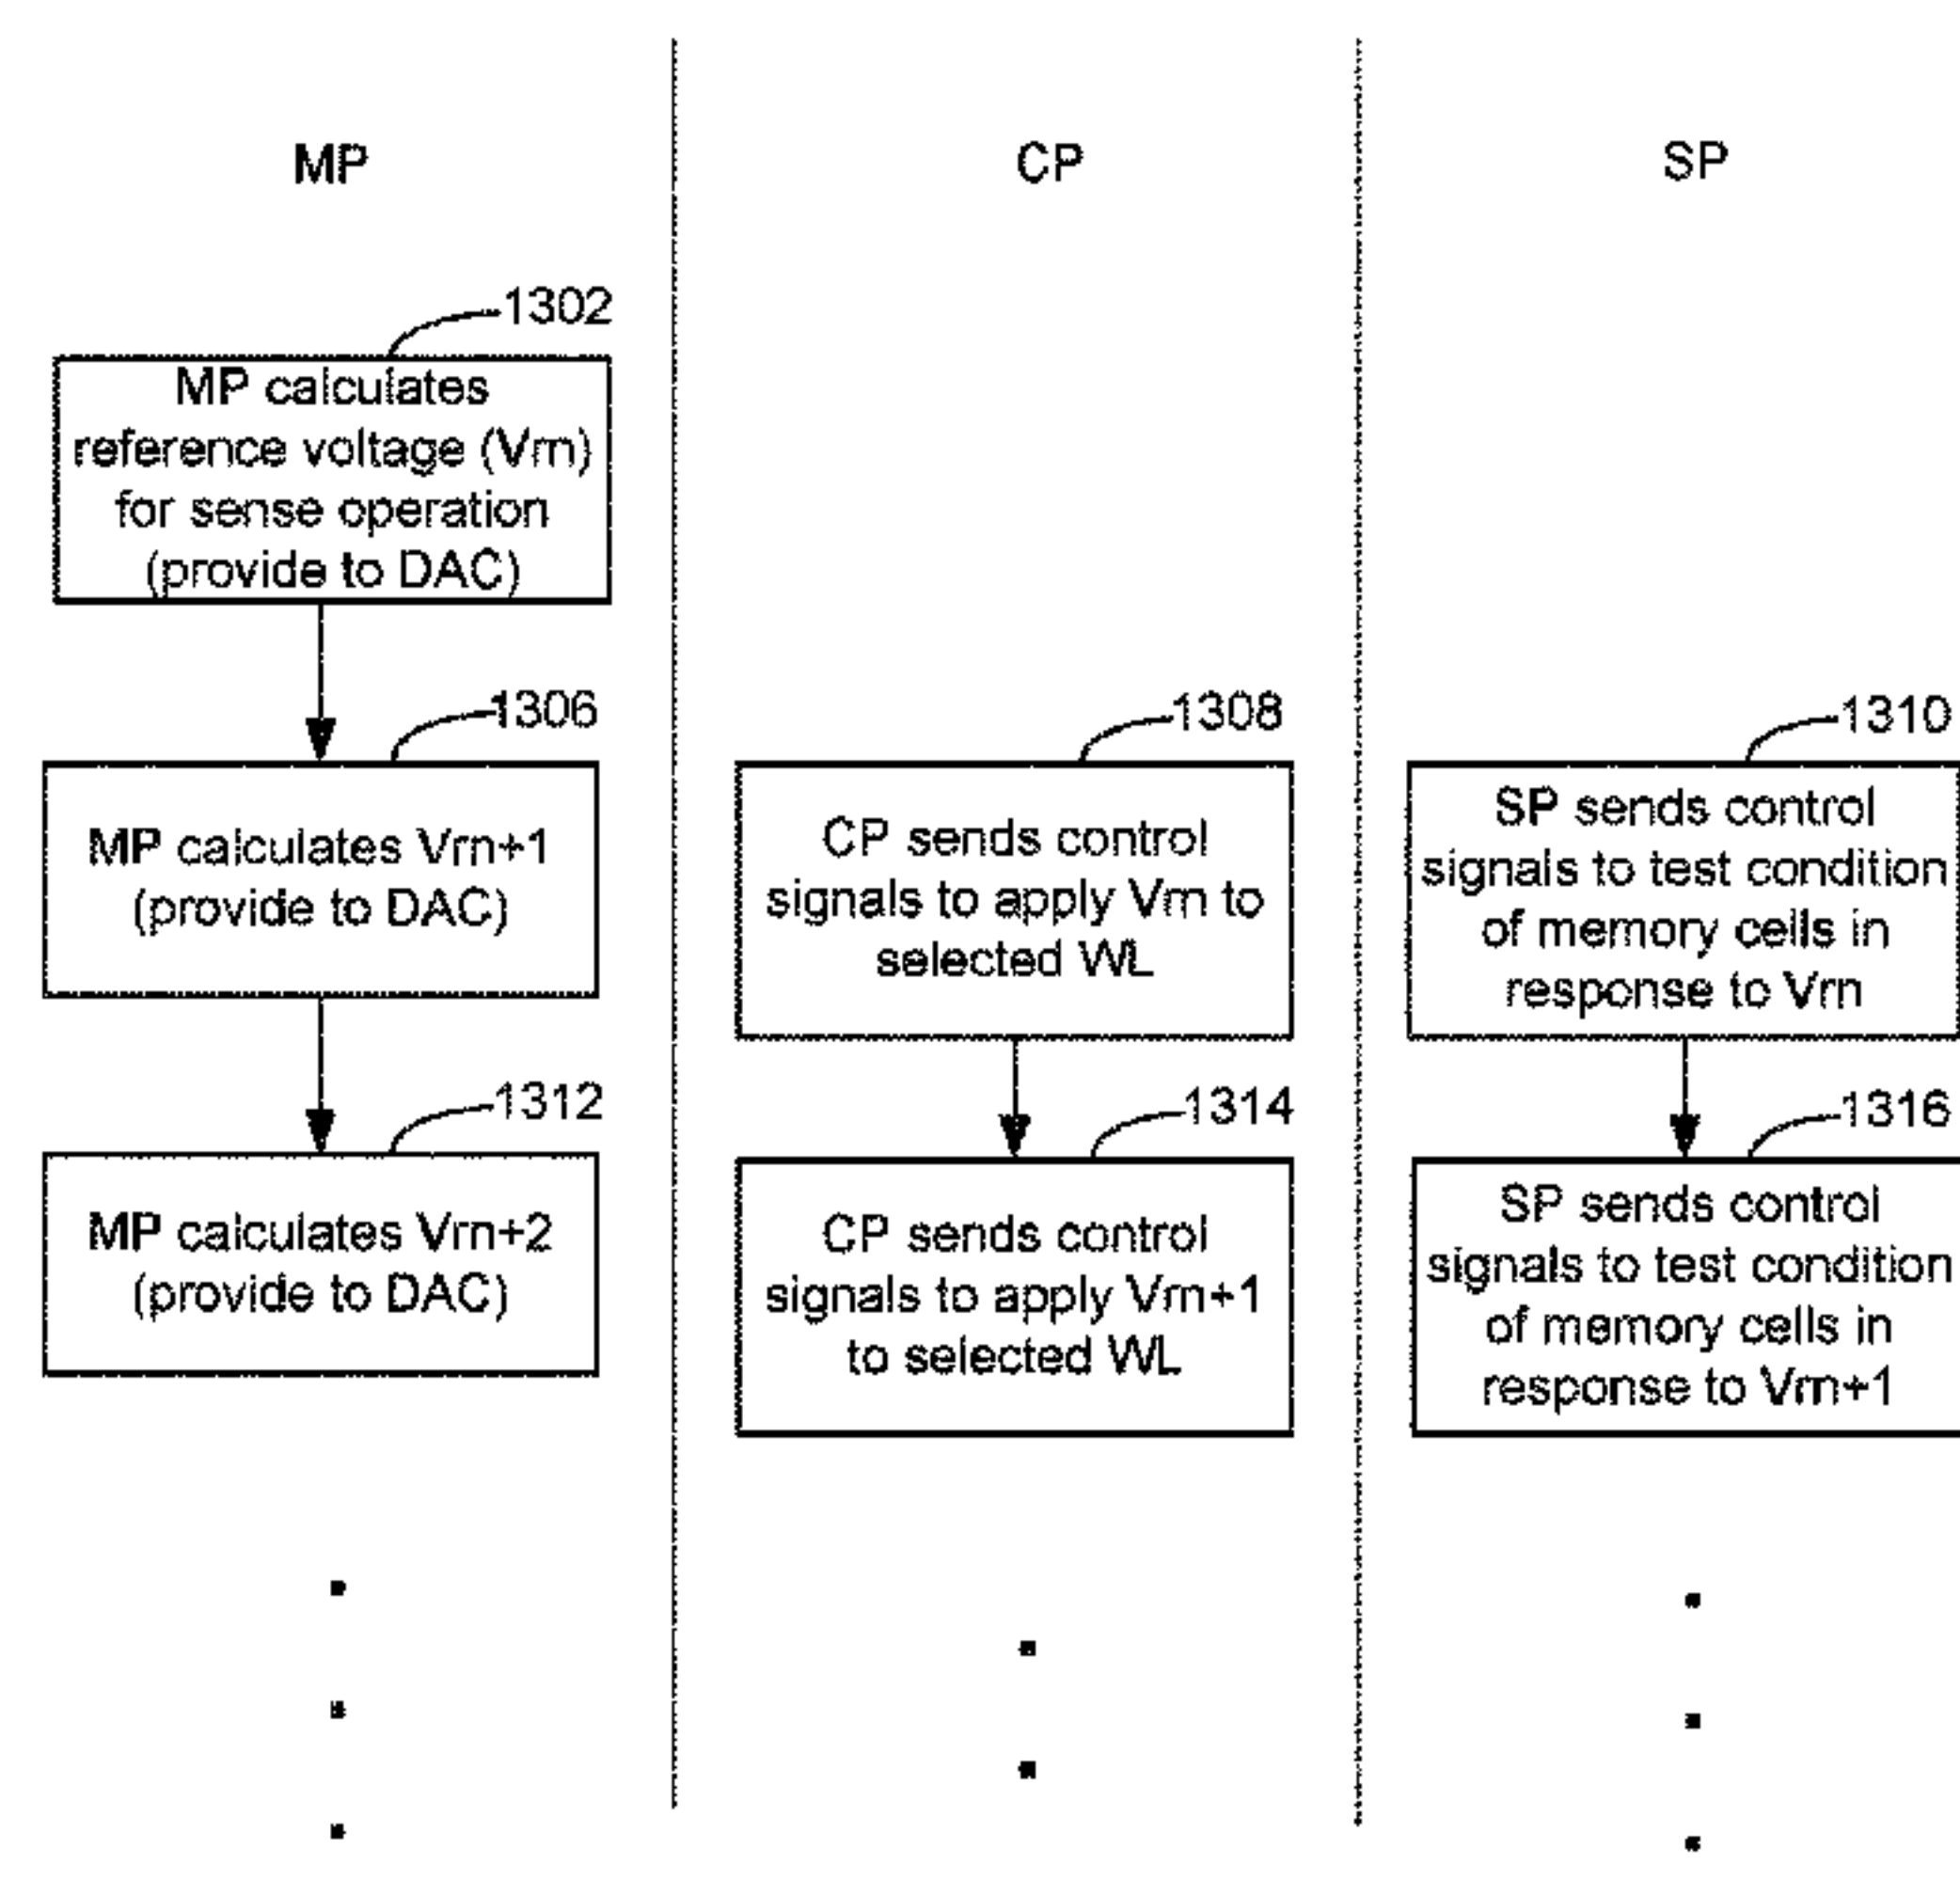 MP
CP
SP
1302
MP calculates
reference voltage (Vrn)
for sense operation
(provide to DAC)
1306
MP calculates Vrn+1
(provide to DAC)
1308
CP sends control
signals to apply Vrn to
selected WL
1310
SP sends control
signals to test condition
of memory cells in
response to Vrn
1312
MP calculates Vrn+2
(provide to DAC)
1314
CP sends control
signals to apply Vrn+1
to selected WL
1316
SP sends control
signals to test condition
of memory cells in
response to Vrn+1